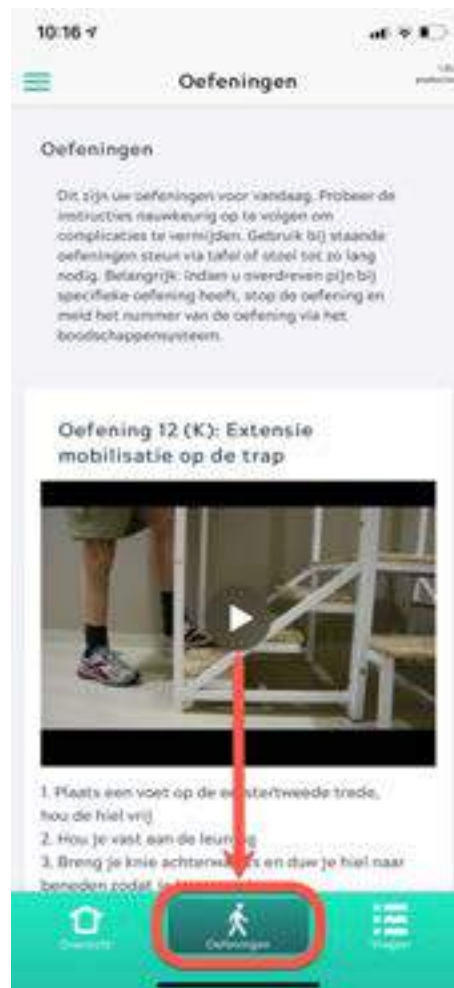 10:16
Oefeningen
Oefeningen
Dit zijn uw oefeningen voor vandaag. Probeer de
instructies nauwkeurig op te volgen om
complicaties te vermijden. Gebruik bij staande
oefeningen steun via tafel of stoel tot zo lang
nodig. Belangrijk: indien u overdreven pijn bij
specifieke oefening heeft, stop de oefening en
meld het nummer van de oefening via het
boodschappensysteem.
Oefening 12 (K): Extensie
mobilisatie op de trap
1. Plaats een voet op de eerste/tweede trede,
hou de hiel vrij
2. Hou je vast aan de leuning
3. Breng je knie achterwaarts en duw je hiel naar
beneden zodat je
Overzicht
Oefeningen
Vragen